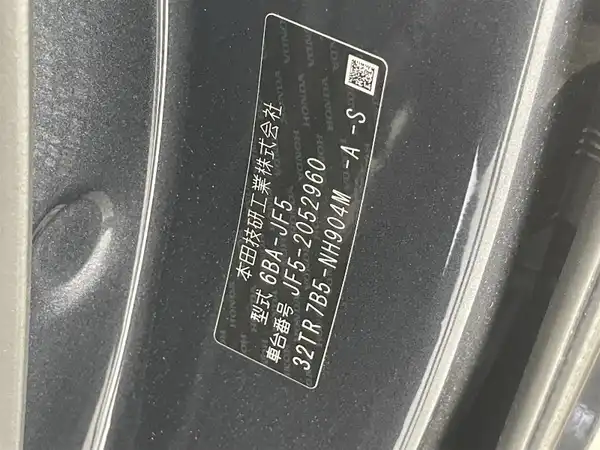 本田技研工業株式会社
型式 6BA-JF5
車台番号 JF5-2052960
32TR7B5-NH904M -A -S